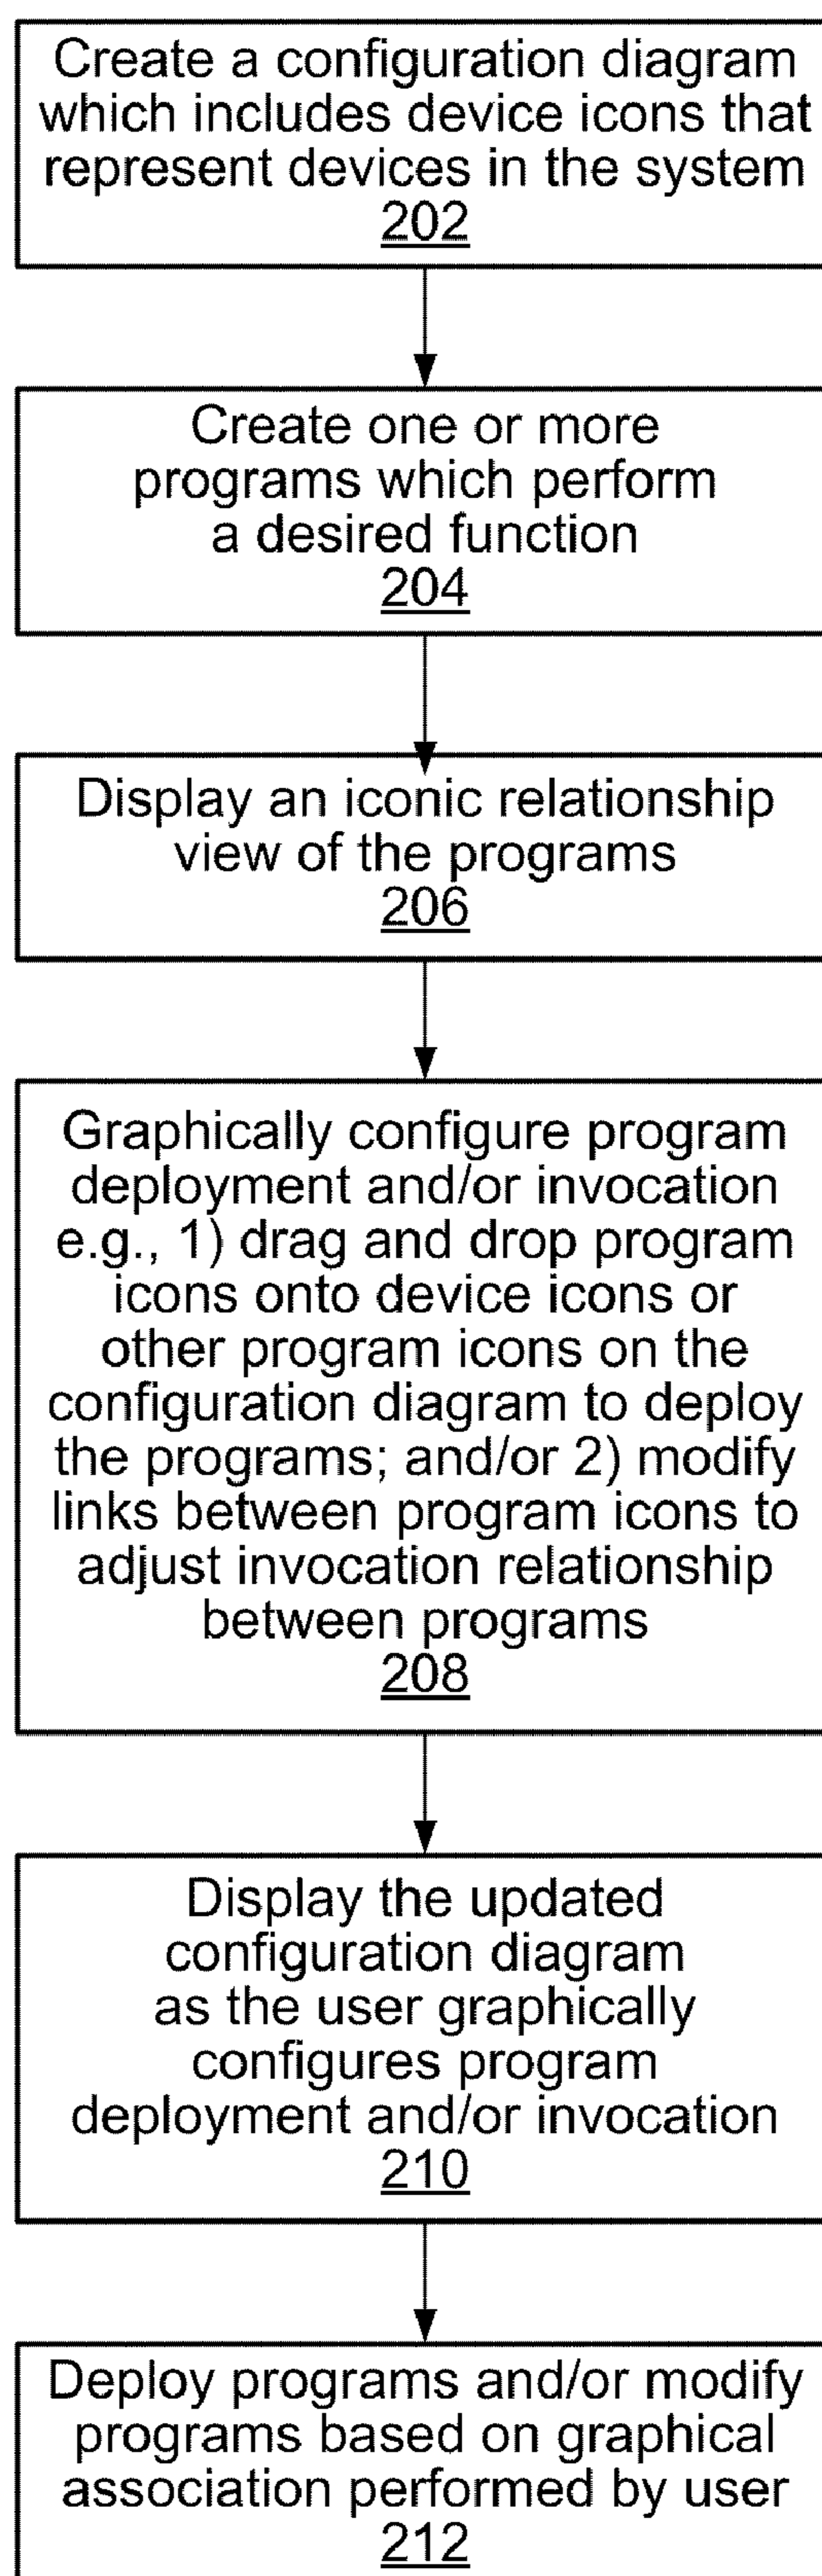 Create a configuration diagram
which includes device icons that
represent devices in the system
202
Create one or more
programs which perform
a desired function
204
Display an iconic relationship
view of the programs
206
Graphically configure program
deployment and/or invocation
e.g., 1) drag and drop program
icons onto device icons or
other program icons on the
configuration diagram to deploy
the programs; and/or 2) modify
links between program icons to
adjust invocation relationship
between programs
208
Display the updated
configuration diagram
as the user graphically
configures program
deployment and/or invocation
210
Deploy programs and/or modify
programs based on graphical
association performed by user
212